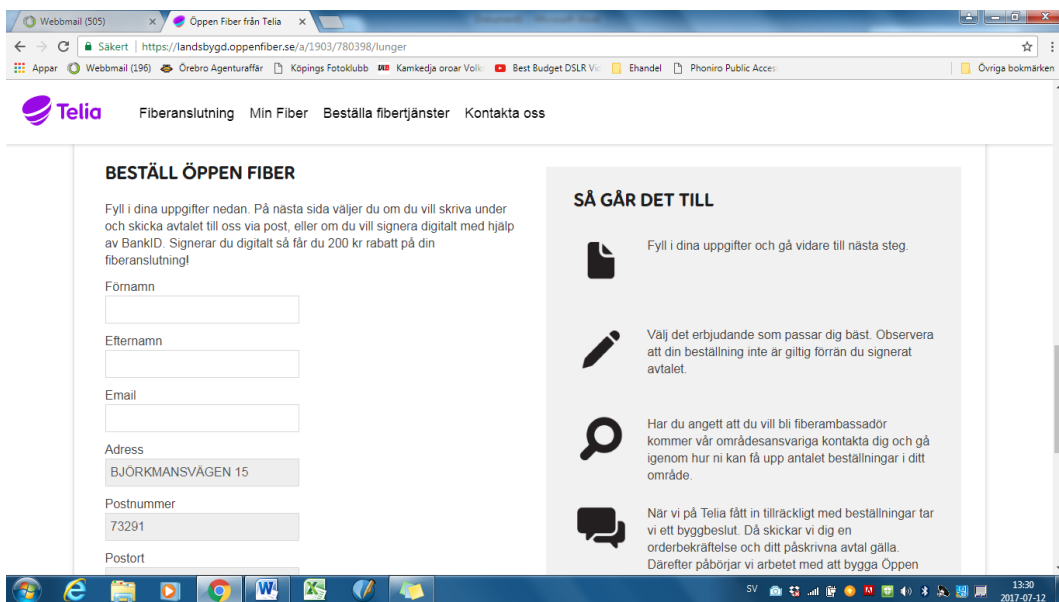 Webbmail (505)
Öppen Fiber från Telia
Säkert | https://landsbygd.oppenfiber.se/a/1903/780398/lunger
Appar Webbmail (196) Örebro Agenturaffär Köpings Fotoklubb Kamkedja oroar Volk Best Budget DSLR Vi Ehandel Phoniro Public Acces Övriga bokmärken
Telia Fiberanslutning Min Fiber Beställa fibertjänster Kontakta oss
BESTÄLL ÖPPEN FIBER
Fyll i dina uppgifter nedan. På nästa sida väljer du om du vill skriva under
och skicka avtalet till oss via post, eller om du vill signera digitalt med hjälp
av BankID. Signerar du digitalt så får du 200 kr rabatt på din
fiberanslutning!
Förnamn
Efternamn
Email
Adress
BJÖRKMANSVÄGEN 15
Postnummer
73291
Postort
SÅ GÅR DET TILL
Fyll i dina uppgifter och gå vidare till nästa steg.
Välj det erbjudande som passar dig bäst. Observera
att din beställning inte är giltig förrän du signerat
avtalet.
Har du angett att du vill bli fiberambassadör
kommer vår områdesansvariga kontakta dig och gå
igenom hur ni kan få upp antalet beställningar i ditt
område.
När vi på Telia fått in tillräckligt med beställningar tar
vi ett byggbeslut. Då skickar vi dig en
orderbekräftelse och ditt påskrivna avtal gälla.
Därefter påbörjar vi arbetet med att bygga Öppen
SV
13:30
2017-07-12